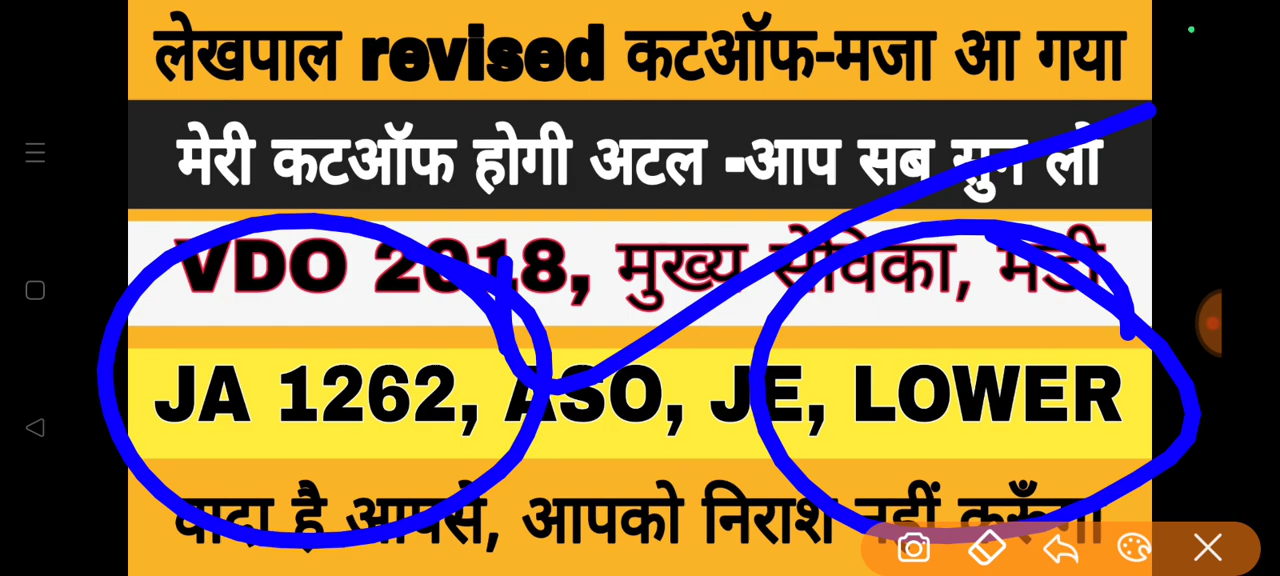 लेखपाल revised कटऑफ-मजा आ गया
मेरी कटऑफ होगी अटल -आप सब सुन लो
VDO 2018, मुख्य सेविका, मंडी
JA 1262, ASO, JE, LOWER
वादा है आपसे, आपको निराश नहीं करूँगा